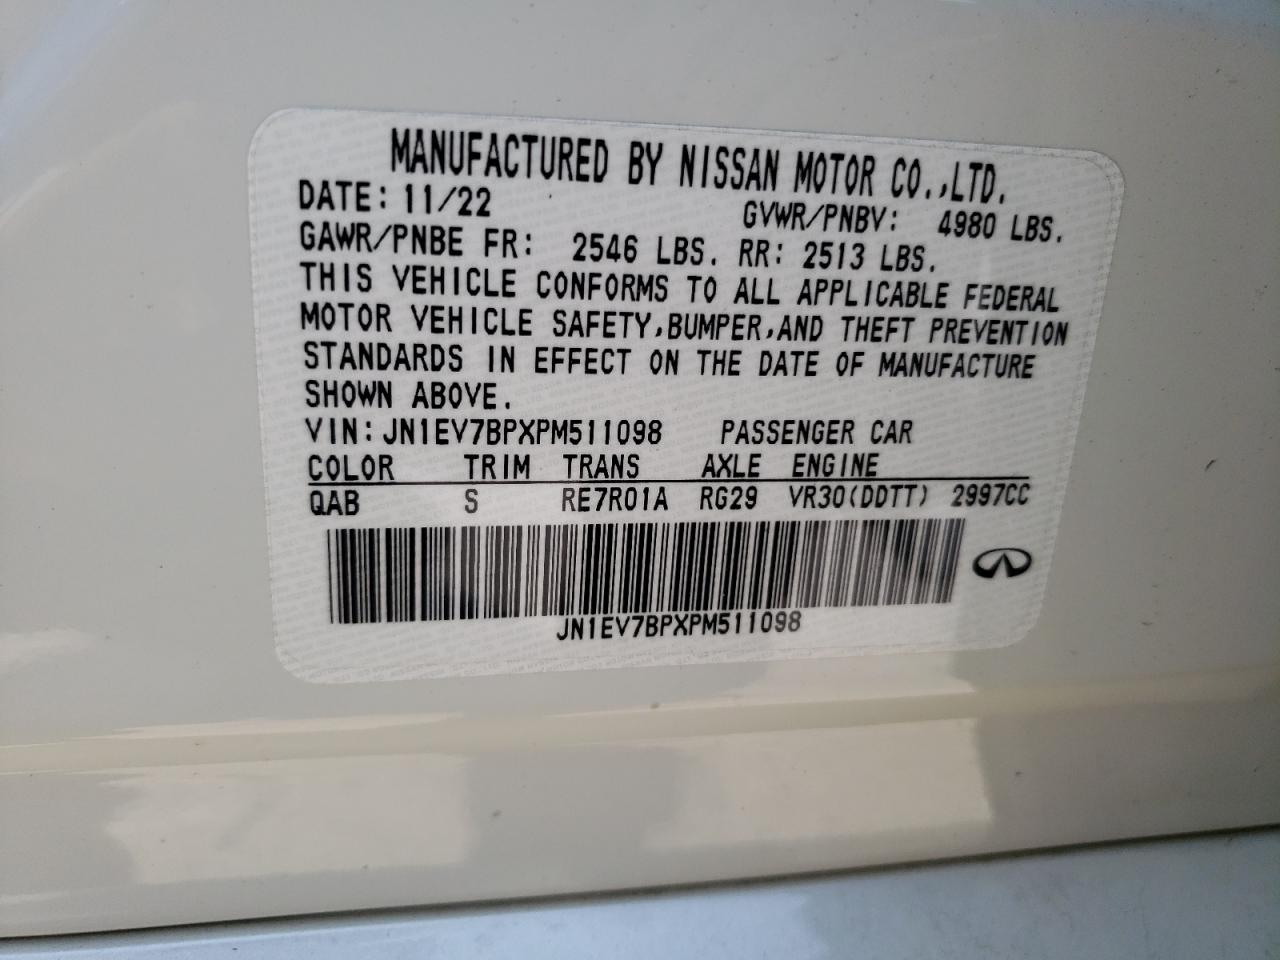 MANUFACTURED BY NISSAN MOTOR CO.,LTD.
DATE: 11/22 GVWR/PNBV: 4980 LBS.
GAWR/PNBE FR: 2546 LBS. RR: 2513 LBS.
THIS VEHICLE CONFORMS TO ALL APPLICABLE FEDERAL
MOTOR VEHICLE SAFETY,BUMPER,AND THEFT PREVENTION
STANDARDS IN EFFECT ON THE DATE OF MANUFACTURE
SHOWN ABOVE.
VIN: JN1EV7BPXPM511098 PASSENGER CAR
COLOR TRIM TRANS AXLE ENGINE
QAB S RE7R01A RG29 VR30(DDTT) 2997CC
JN1EV7BPXPM511098